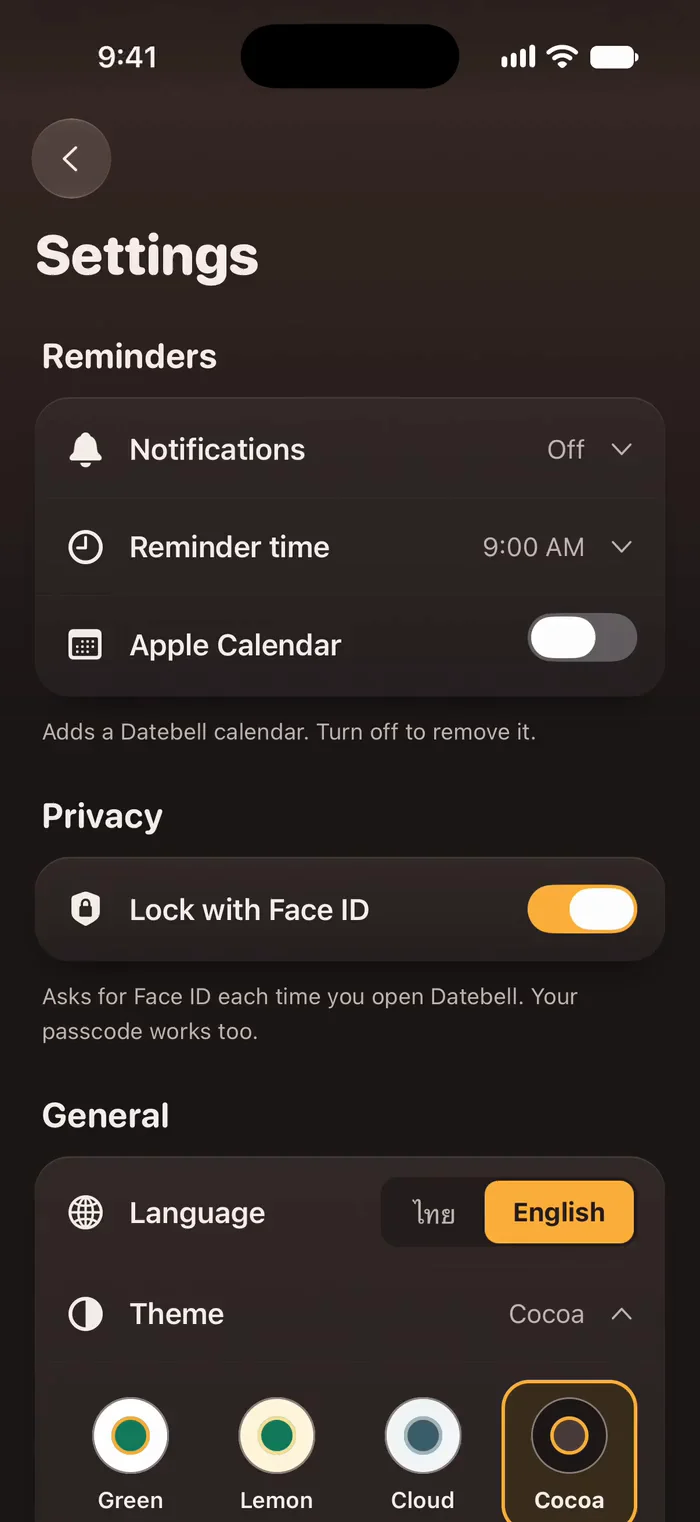 9:41
Settings
Reminders
Notifications Off
Reminder time 9:00 AM
Apple Calendar
Adds a Datebell calendar. Turn off to remove it.
Privacy
Lock with Face ID
Asks for Face ID each time you open Datebell. Your
passcode works too.
General
Language ไทย English
Theme Cocoa
Green Lemon Cloud Cocoa